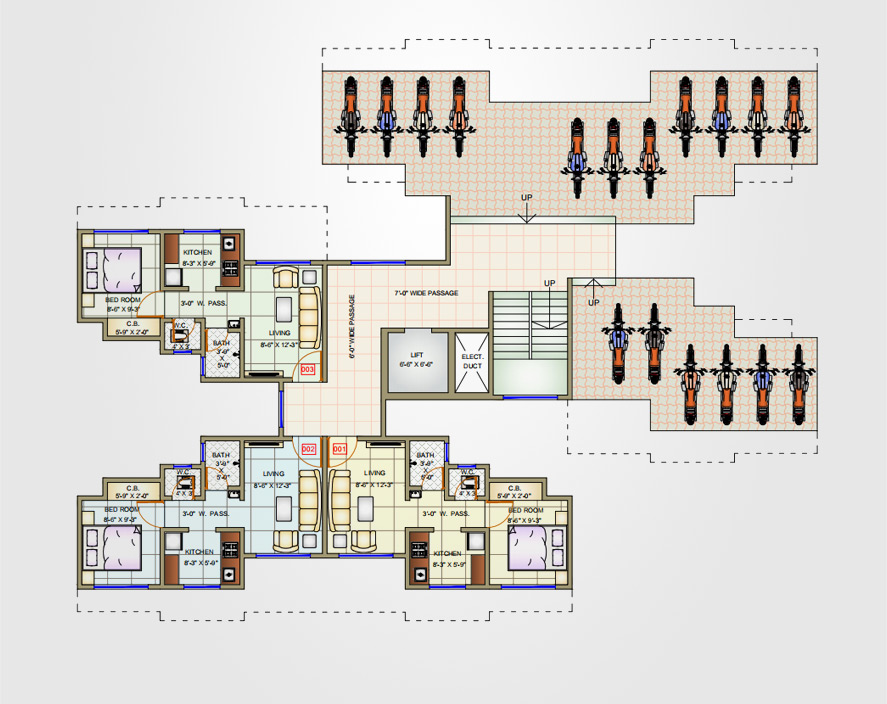 UP
KITCHEN
8'-3" X 5'-9"
BED ROOM
8'-6" X 9'-3"
3'-0" W. PASS.
C.B.
5'-9" X 2'-0"
W.C.
4' X 3'
BATH
3'-9"
X
5'-0"
LIVING
8'-6" X 12'-3"
003
6'-0" WIDE PASSAGE
7'-0" WIDE PASSAGE
UP
UP
LIFT
6'-6" X 6'-6"
ELECT.
DUCT
002
001
BATH
3'-9"
X
5'-0"
W.C.
4' X 3'
C.B.
5'-9" X 2'-0"
BED ROOM
8'-6" X 9'-3"
3'-0" W. PASS.
LIVING
8'-6" X 12'-3"
KITCHEN
8'-3" X 5'-9"
LIVING
8'-6" X 12'-3"
BATH
3'-9"
X
5'-0"
W.C.
4' X 3'
C.B.
5'-9" X 2'-0"
3'-0" W. PASS.
BED ROOM
8'-6" X 9'-3"
KITCHEN
8'-3" X 5'-9"